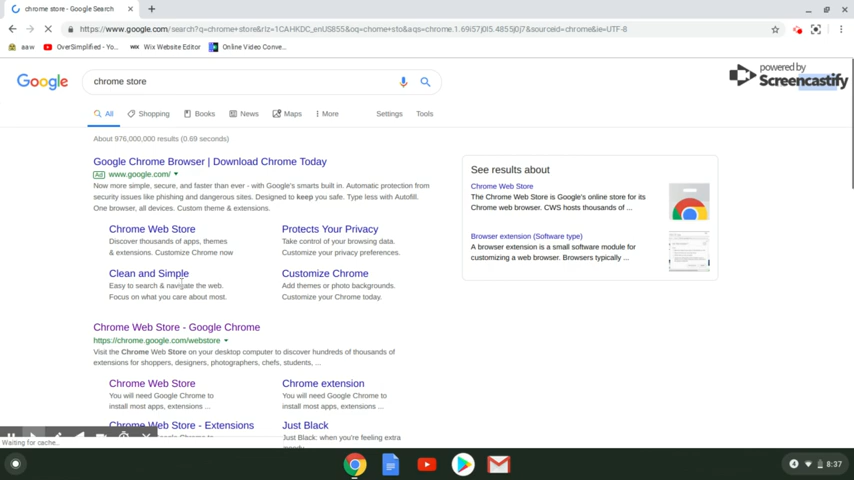 chrome store - Google Search
https://www.google.com/search?q=chrome+store&rlz=1CAHKDC_enUS855&oq=chome+sto&aqs=chrome.1.69i57j0l5.4855j0j7&sourceid=chrome&ie=UTF-8
aaw OverSimplified - Yo... Wix Website Editor Online Video Conve...
powered by
Screencastify
Google chrome store
All Shopping Books News Maps More Settings Tools
About 976,000,000 results (0.69 seconds)
Google Chrome Browser | Download Chrome Today
Ad www.google.com/
Now more simple, secure, and faster than ever - with Google's smarts built in. Automatic protection from
security issues like phishing and dangerous sites. Designed to keep you safe. Type less with Autofill.
One browser, all devices. Custom theme & extensions.
Chrome Web Store
Discover thousands of apps, themes
& extensions. Customize Chrome now
Protects Your Privacy
Take control of your browsing data.
Customize your privacy preferences.
Clean and Simple
Easy to search & navigate the web.
Focus on what you care about most.
Customize Chrome
Add themes or photo backgrounds.
Customize your Chrome today.
Chrome Web Store - Google Chrome
https://chrome.google.com/webstore
Visit the Chrome Web Store on your desktop computer to discover hundreds of thousands of
extensions for shoppers, designers, photographers, chefs, students, ...
Chrome Web Store
You will need Google Chrome to
install most apps, extensions ...
Chrome extension
You will need Google Chrome to
install most apps, extensions ...
Chrome Web Store - Extensions
Just Black
Just Black: when you're feeling extra
See results about
Chrome Web Store
The Chrome Web Store is Google's online store for its
Chrome web browser. CWS hosts thousands of ...
Browser extension (Software type)
A browser extension is a small software module for
customizing a web browser. Browsers typically ...
Waiting for cache...
4 8:37